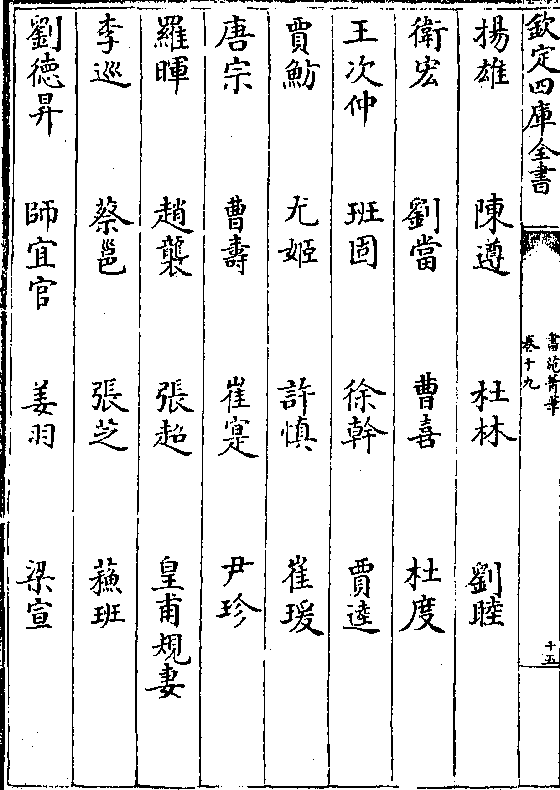 欽定四庫全書
書苑菁華
卷十九
十五
揚雄 陳遵 杜林 劉睦
衛宏 劉當 曹喜 杜度
王次仲 班固 徐幹 賈逵
賈魴 尤姬 許慎 崔瑗
唐宗 曹壽 崔寔 尹珍
羅暉 趙襲 張超 皇甫規妻
李巡 蔡邕 張芝 蘓班
劉德昇 師宜官 姜羽 梁宣